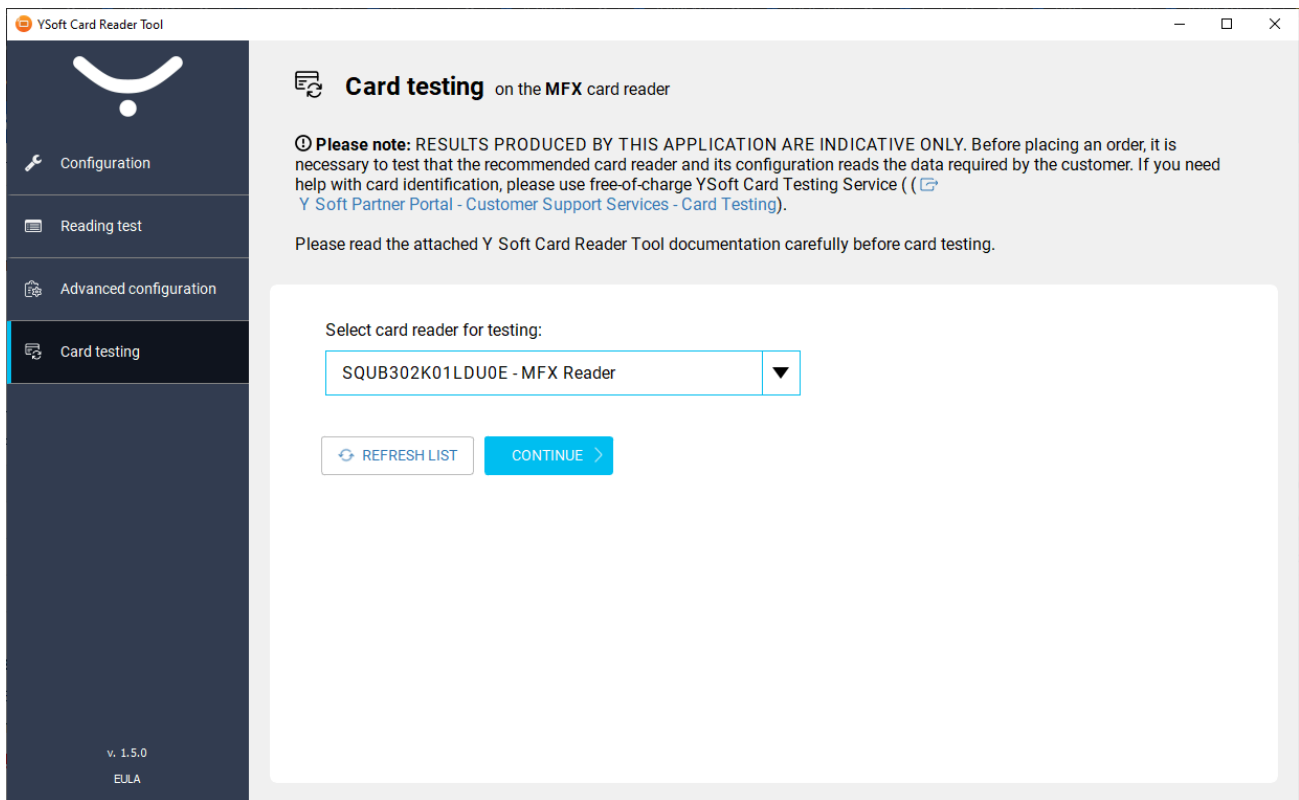 YSoft Card Reader Tool
Configuration
Reading test
Advanced configuration
Card testing
v. 1.5.0
EULA
Card testing on the MFX card reader
Please note: RESULTS PRODUCED BY THIS APPLICATION ARE INDICATIVE ONLY. Before placing an order, it is
necessary to test that the recommended card reader and its configuration reads the data required by the customer. If you need
help with card identification, please use free-of-charge YSoft Card Testing Service ( (
Y Soft Partner Portal - Customer Support Services - Card Testing).
Please read the attached Y Soft Card Reader Tool documentation carefully before card testing.
Select card reader for testing:
SQUB302K01LDU0E - MFX Reader
REFRESH LIST
CONTINUE